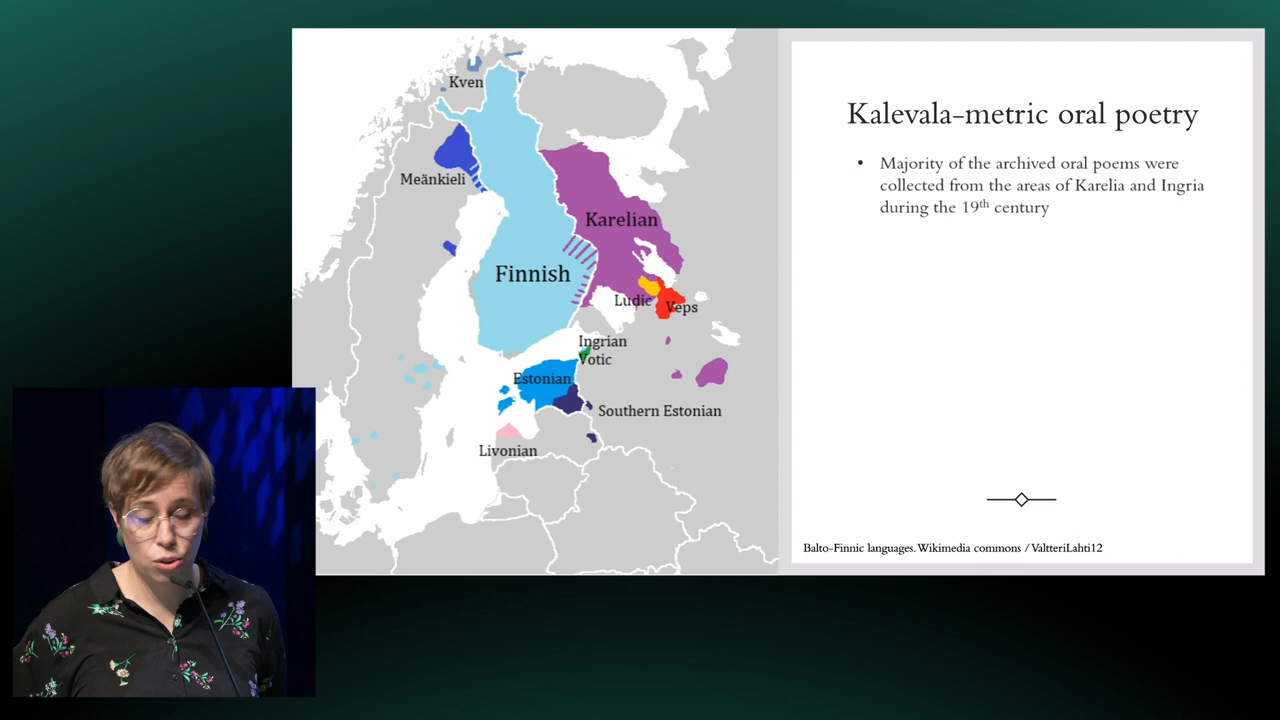 Kven
Meänkieli
Karelian
Finnish
Ludic
Veps
Ingrian
Votic
Estonian
Southern Estonian
Livonian
Kalevala-metric oral poetry
• Majority of the archived oral poems were
collected from the areas of Karelia and Ingria
during the 19th century
Balto-Finnic languages. Wikimedia commons / ValtteriLahti12